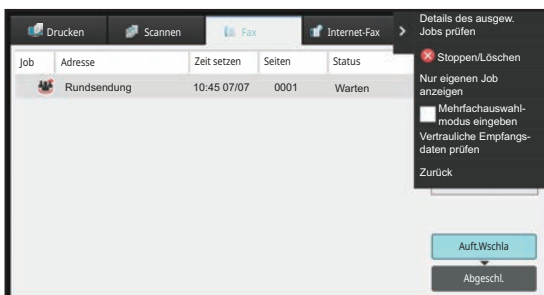 Drucken
Scannen
Fax
Internet-Fax
Job
Adresse
Zeit setzen
Seiten
Status
Rundsendung
10:45 07/07
0001
Warten
Details des ausgew.
Jobs prüfen
Stoppen/Löschen
Nur eigenen Job
anzeigen
Mehrfachauswahl-
modus eingeben
Vertrauliche Empfangs-
daten prüfen
Zurück
Auft.Wschla
Abgeschl.